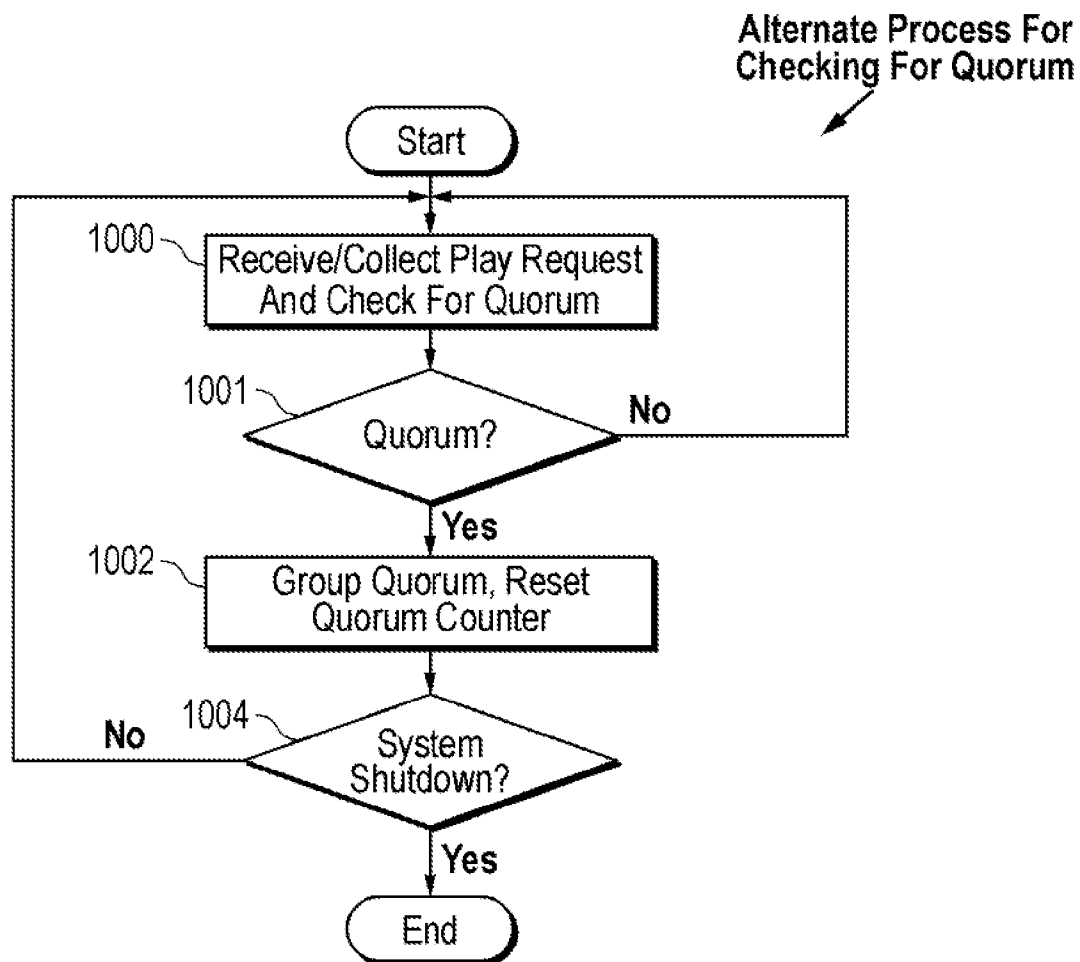 Alternate Process For
Checking For Quorum
Start
1000
Receive/Collect Play Request
And Check For Quorum
1001
Quorum?
No
Yes
1002
Group Quorum, Reset
Quorum Counter
1004
No
System
Shutdown?
Yes
End